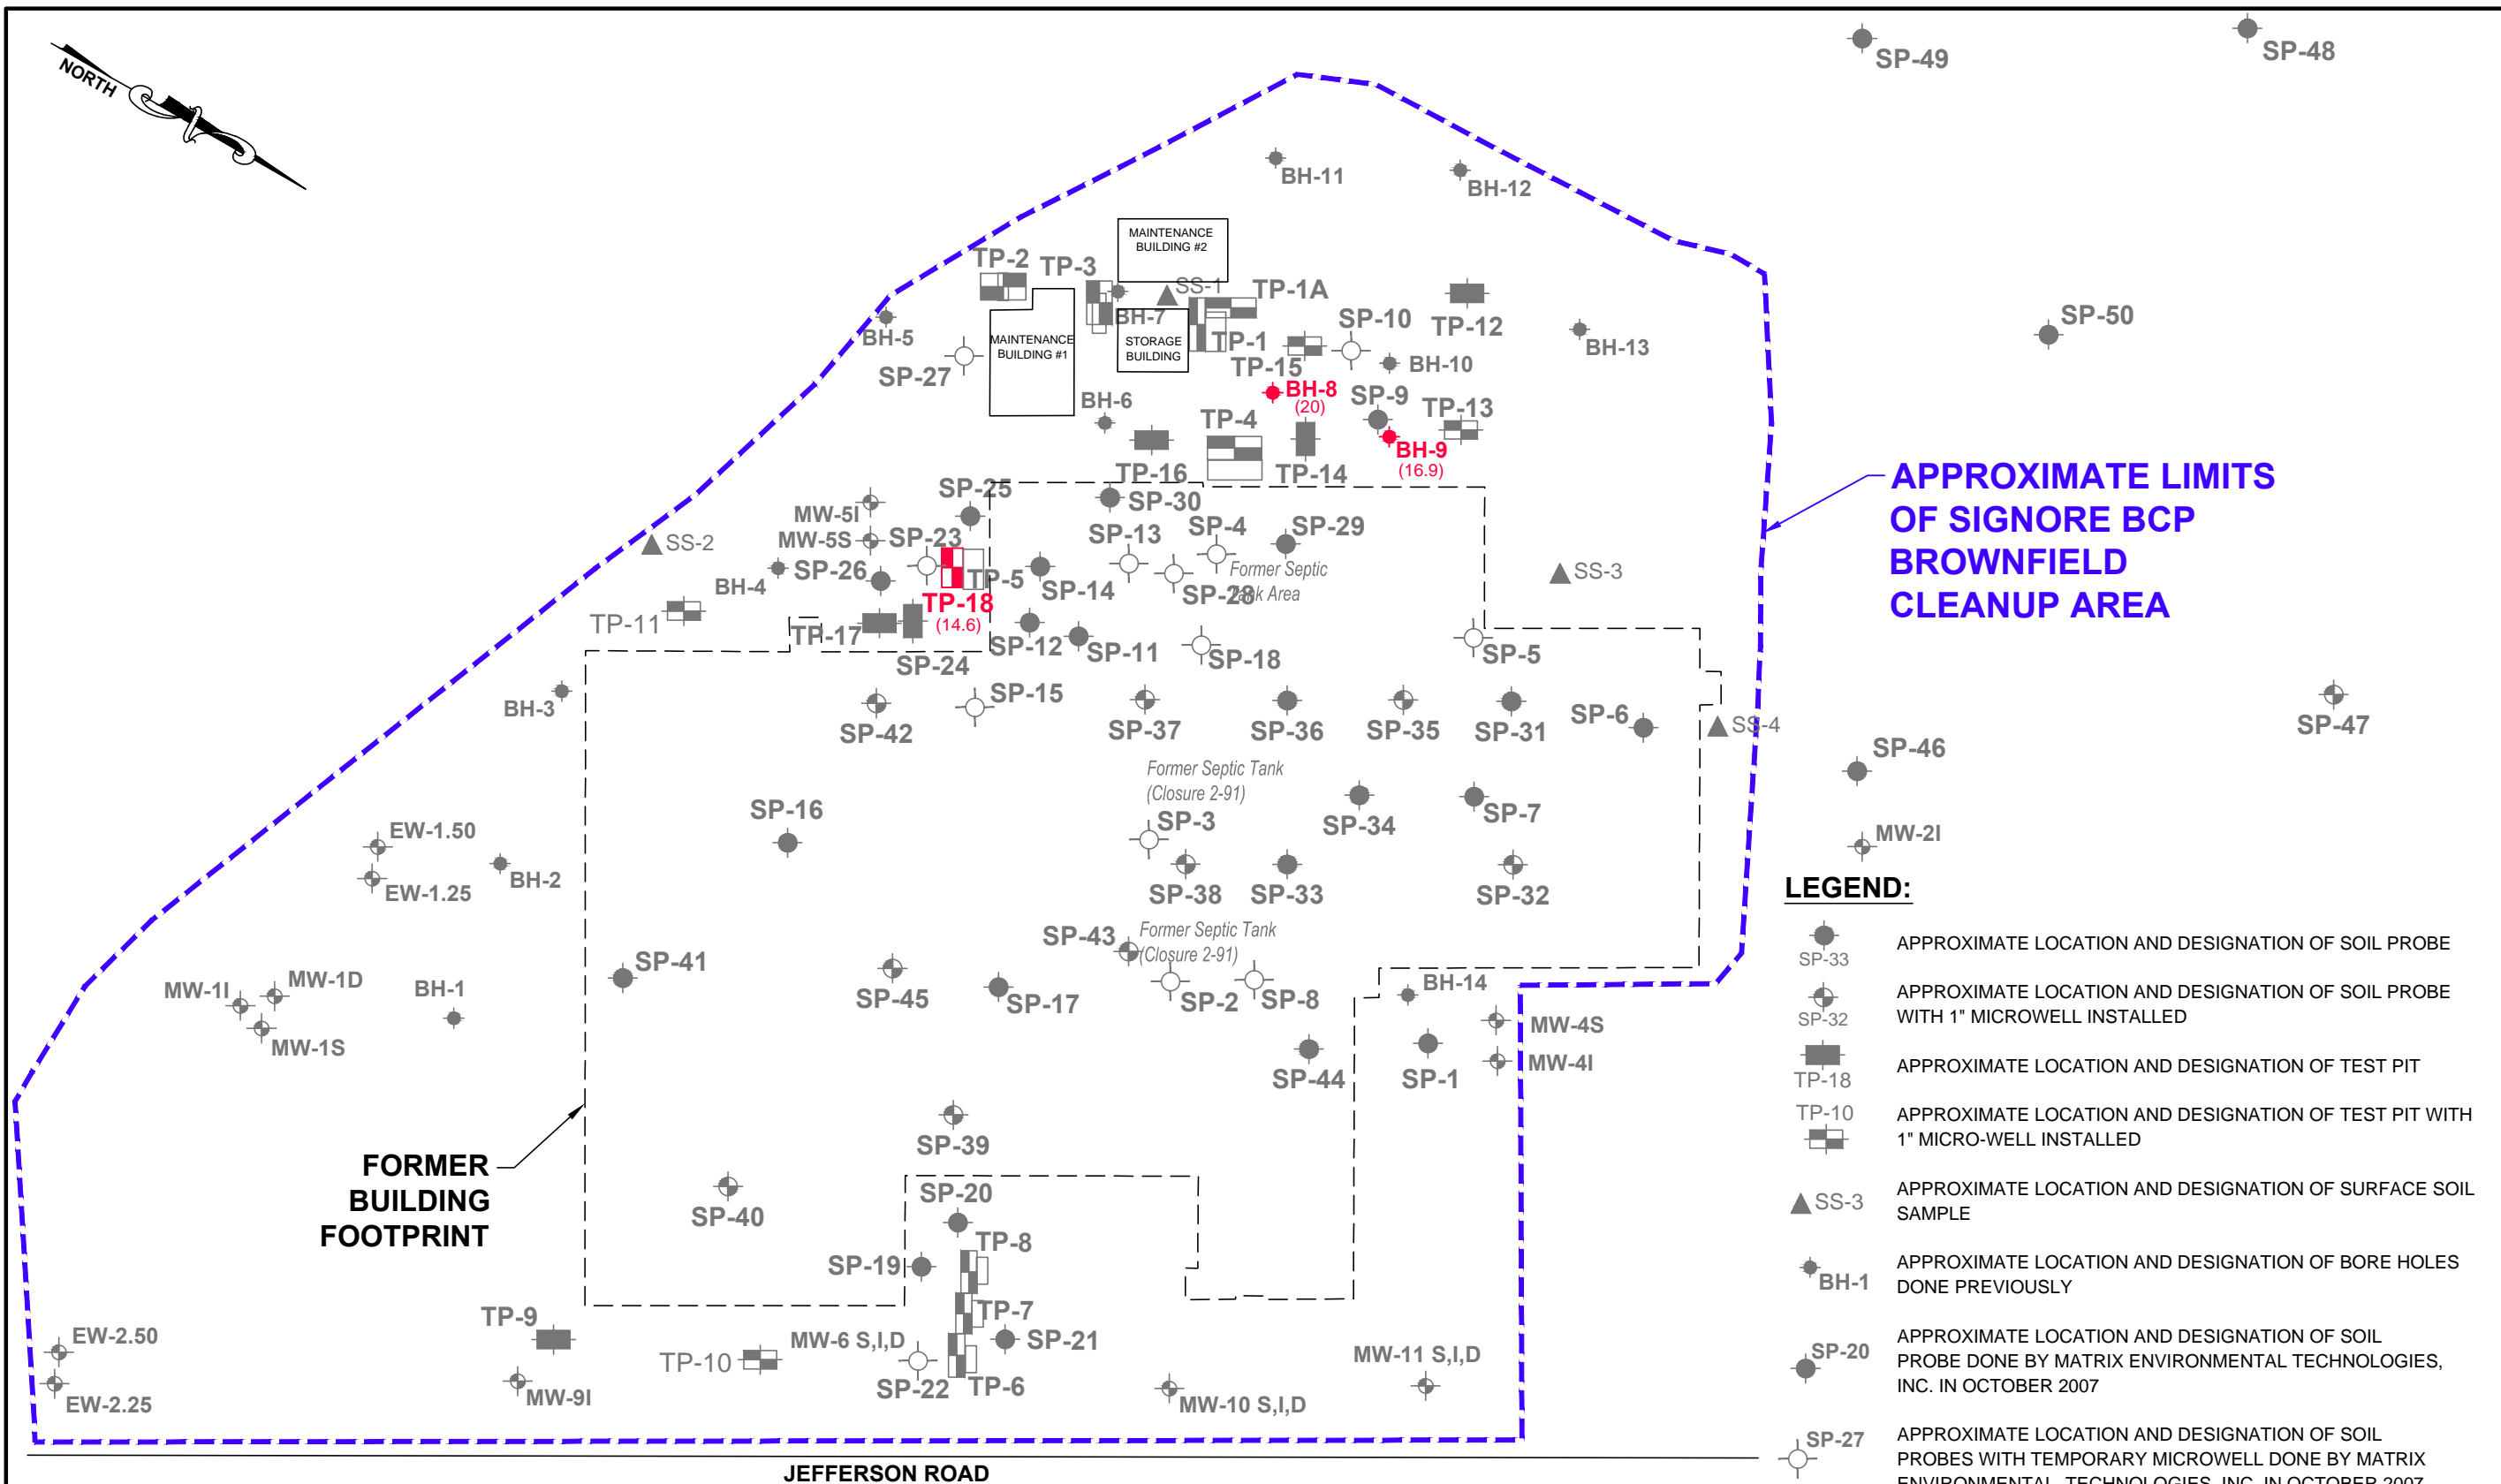 NORTH
SP-49
SP-48
BH-11
BH-12
MAINTENANCE
BUILDING #2
TP-2
TP-3
SS-1
TP-1A
BH-7
BH-5
SP-27
MAINTENANCE
BUILDING #1
STORAGE
BUILDING
TP-1
TP-15
SP-10
TP-12
BH-10
BH-13
SP-50
BH-6
BH-8
(20)
SP-9
TP-13
TP-4
TP-16
TP-14
BH-9
(16.9)
APPROXIMATE LIMITS
OF SIGNORE BCP
BROWNFIELD
CLEANUP AREA
SP-25
MW-5I
MW-5S
SP-23
SP-30
SP-13
SP-4
SP-29
SS-2
BH-4
SP-26
TP-5
SP-14
SP-28
Former Septic
Tank Area
SS-3
TP-11
TP-17
TP-18
(14.6)
SP-24
SP-12
SP-11
SP-18
SP-5
BH-3
SP-42
SP-15
SP-37
SP-36
SP-35
SP-31
SP-6
SS-4
SP-47
SP-46
Former Septic Tank
(Closure 2-91)
SP-16
SP-3
SP-34
SP-7
MW-2I
EW-1.50
EW-1.25
BH-2
SP-38
SP-33
SP-32
SP-43
Former Septic Tank
(Closure 2-91)
SP-41
SP-45
SP-17
SP-2
SP-8
BH-14
MW-1I
MW-1D
MW-1S
BH-1
MW-4S
MW-4I
SP-44
SP-1
SP-39
FORMER
BUILDING
FOOTPRINT
SP-40
SP-20
TP-8
SP-19
TP-7
TP-9
MW-6 S,I,D
SP-21
TP-10
SP-22
TP-6
EW-2.50
EW-2.25
MW-9I
MW-10 S,I,D
MW-11 S,I,D
JEFFERSON ROAD
LEGEND:
SP-33
APPROXIMATE LOCATION AND DESIGNATION OF SOIL PROBE
SP-32
APPROXIMATE LOCATION AND DESIGNATION OF SOIL PROBE
WITH 1" MICROWELL INSTALLED
TP-18
APPROXIMATE LOCATION AND DESIGNATION OF TEST PIT
TP-10
APPROXIMATE LOCATION AND DESIGNATION OF TEST PIT WITH
1" MICRO-WELL INSTALLED
SS-3
APPROXIMATE LOCATION AND DESIGNATION OF SURFACE SOIL
SAMPLE
BH-1
APPROXIMATE LOCATION AND DESIGNATION OF BORE HOLES
DONE PREVIOUSLY
SP-20
APPROXIMATE LOCATION AND DESIGNATION OF SOIL
PROBE DONE BY MATRIX ENVIRONMENTAL TECHNOLOGIES,
INC. IN OCTOBER 2007
SP-27
APPROXIMATE LOCATION AND DESIGNATION OF SOIL
PROBES WITH TEMPORARY MICROWELL DONE BY MATRIX
ENVIRONMENTAL TECHNOLOGIES, INC. IN OCTOBER 2007